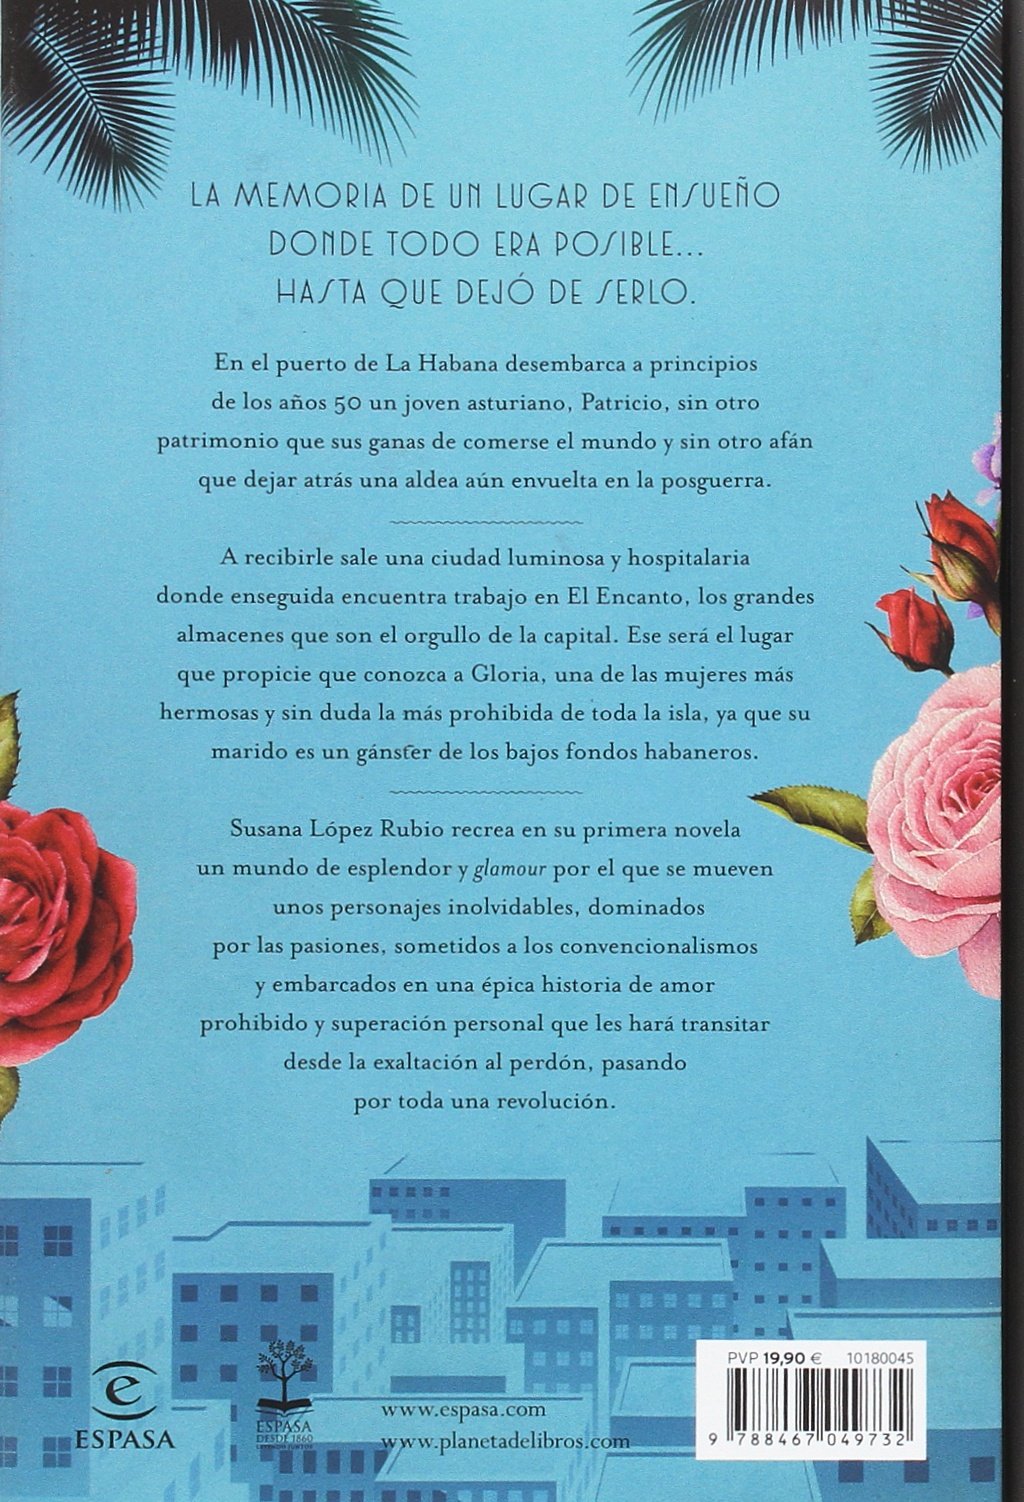 LA MEMORIA DE UN LUGAR DE ENSUEÑO
DONDE TODO ERA POSIBLE...
HASTA QUE DEJÓ DE SERLO.
En el puerto de La Habana desembarca a principios
de los años 50 un joven asturiano, Patricio, sin otro
patrimonio que sus ganas de comerse el mundo y sin otro afán
que dejar atrás una aldea aún envuelta en la posguerra.
A recibirle sale una ciudad luminosa y hospitalaria
donde enseguida encuentra trabajo en El Encanto, los grandes
almacenes que son el orgullo de la capital. Ese será el lugar
que propicie que conozca a Gloria, una de las mujeres más
hermosas y sin duda la más prohibida de toda la isla, ya que su
marido es un gánster de los bajos fondos habaneros.
Susana López Rubio recrea en su primera novela
un mundo de esplendor y glamour por el que se mueven
unos personajes inolvidables, dominados
por las pasiones, sometidos a los convencionalismos
y embarcados en una épica historia de amor
prohibido y superación personal que les hará transitar
desde la exaltación al perdón, pasando
por toda una revolución.
e
ESPASA
ESPASA
DESDE 1860
LEYENDO JUNTOS
www.espasa.com
www.planetadelibros.com
PVP 19,90 € 10180045
9 788467 049732